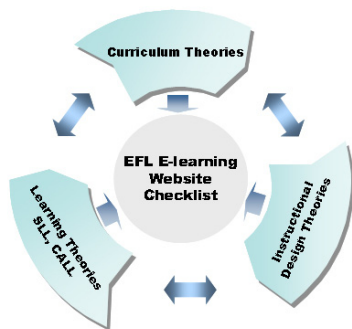 Curriculum Theories
EFL E-learning
Website
Checklist
Learning Theories
SLL, CALL
Instructional
Design Theories